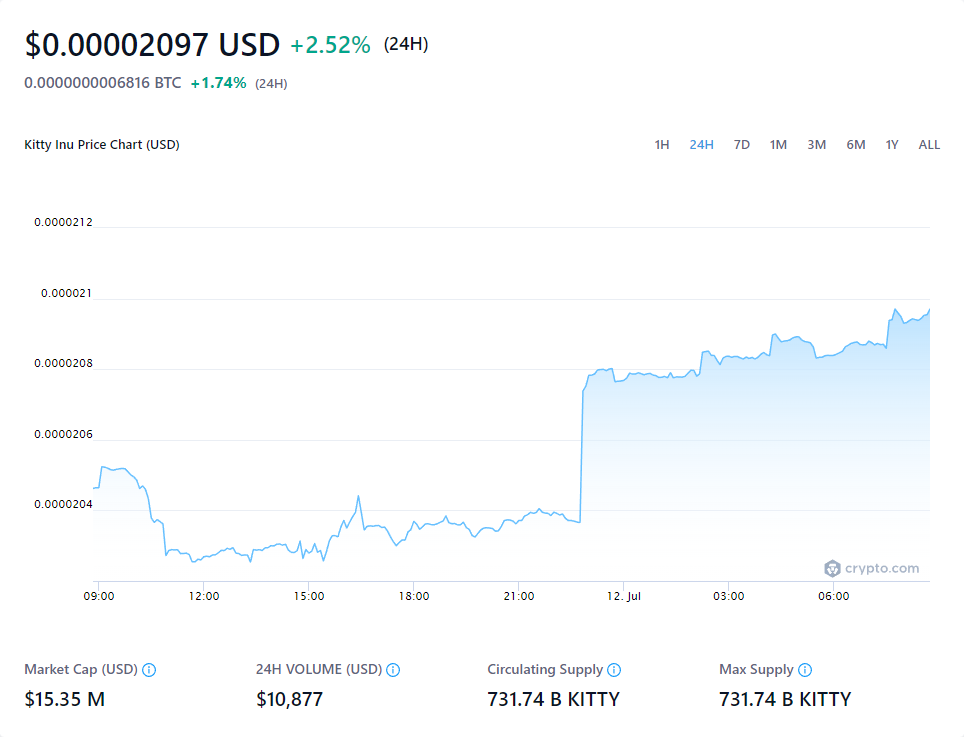 $0.00002097 USD +2.52% (24H)
0.0000000006816 BTC +1.74% (24H)
Kitty Inu Price Chart (USD) 1H 24H 7D 1M 3M 6M 1Y ALL
0.0000212
0.000021
0.0000208
0.0000206
0.0000204
crypto.com
09:00 12:00 15:00 18:00 21:00 12. Jul 03:00 06:00
Market Cap (USD) 24H VOLUME (USD) Circulating Supply Max Supply
$15.35 M $10,877 731.74 B KITTY 731.74 B KITTY